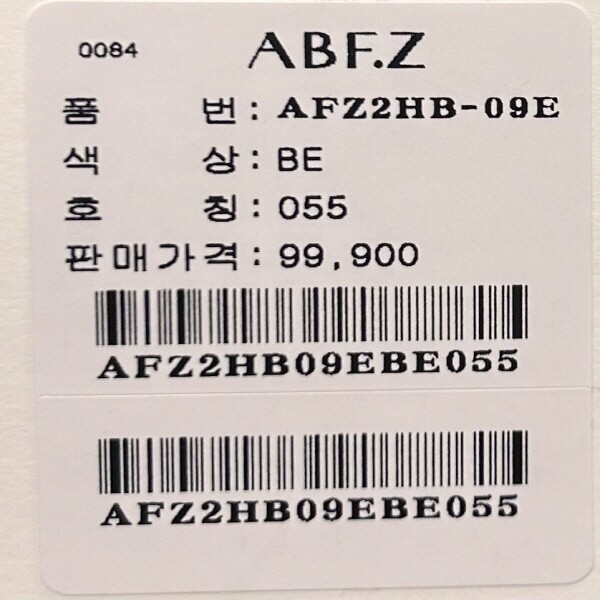 0084 ABF.Z
품 번 : AFZ2HB-09E
색 상 : BE
호 칭 : 055
판매가격 : 99,900
AFZ2HB09EBE055
AFZ2HB09EBE055